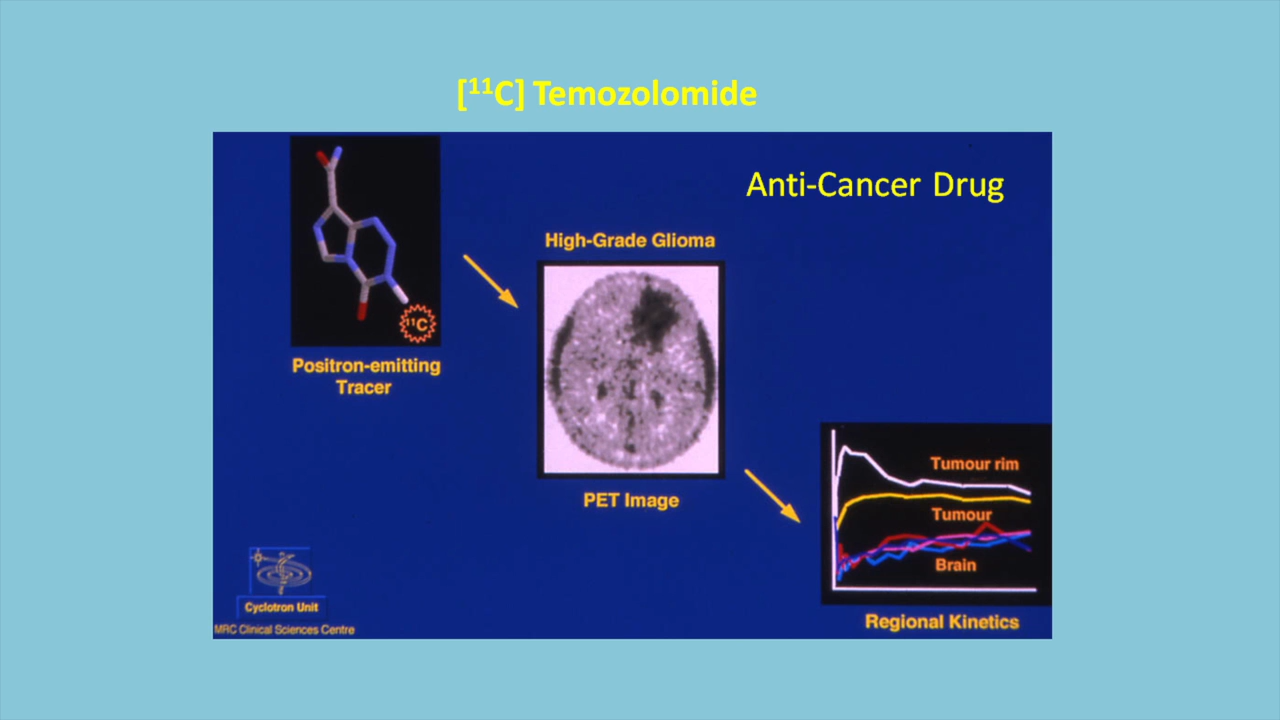 [¹¹C] Temozolomide
Anti-Cancer Drug
¹¹C
Positron-emitting
Tracer
High-Grade Glioma
PET Image
Tumour rim
Tumour
Brain
Regional Kinetics
Cyclotron Unit
MRC Clinical Sciences Centre